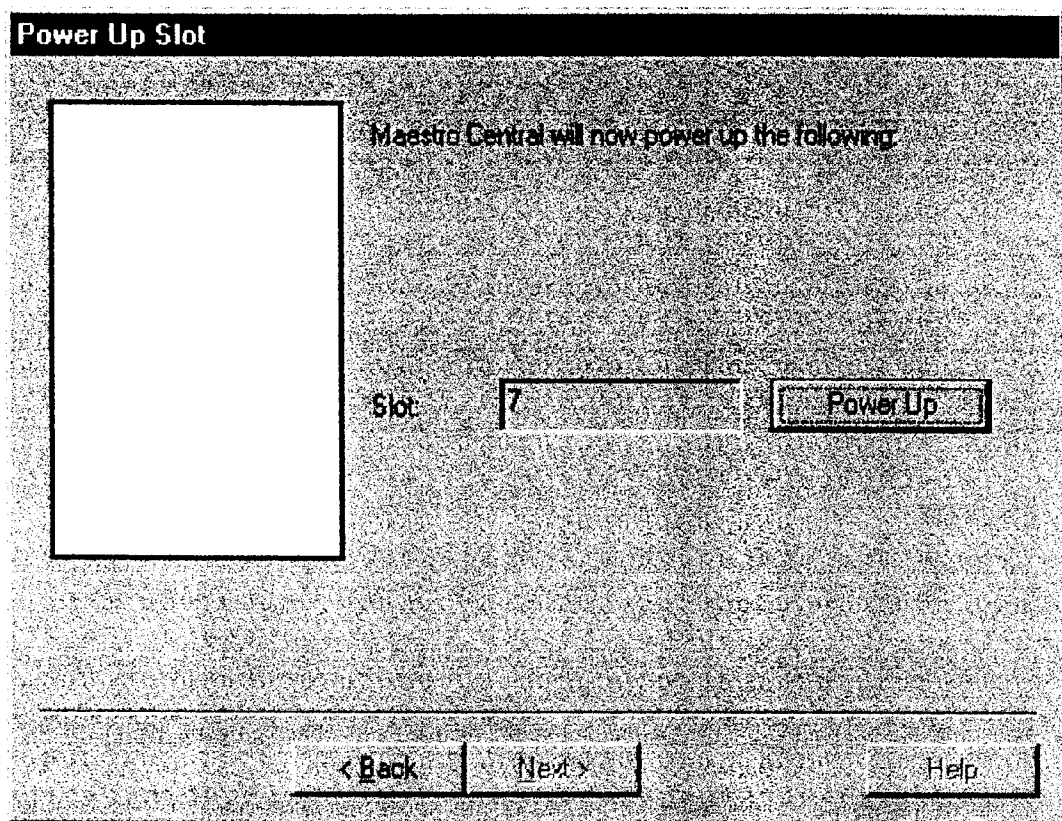 Power Up Slot
Maestro Central will now power up the following:
Slot: 7 Power Up
< Back Next > Help